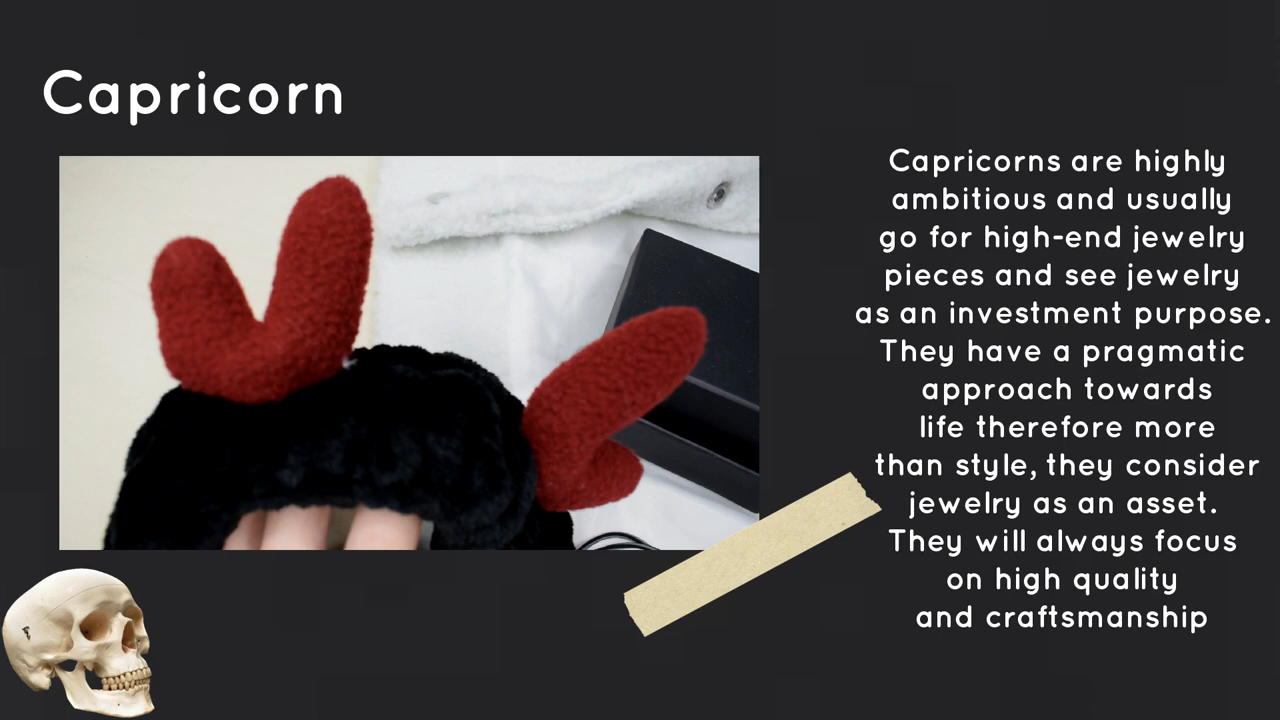 Capricorn
Capricorns are highly
ambitious and usually
go for high-end jewelry
pieces and see jewelry
as an investment purpose.
They have a pragmatic
approach towards
life therefore more
than style, they consider
jewelry as an asset.
They will always focus
on high quality
and craftsmanship